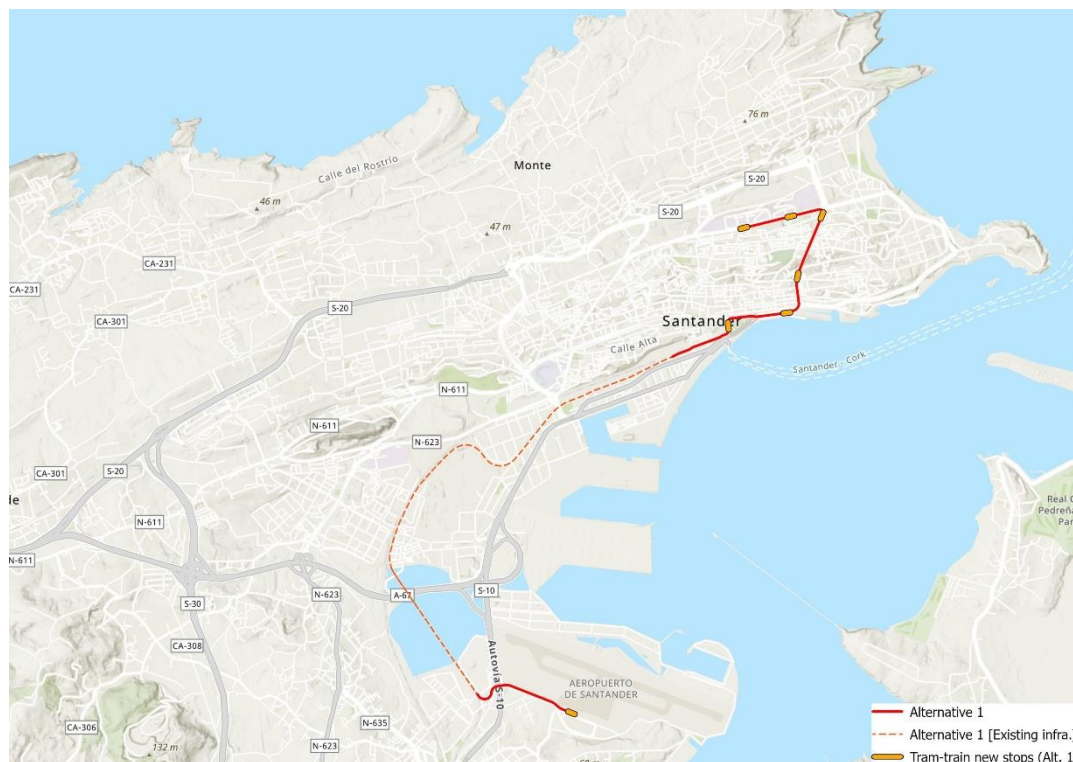 76 m
Calle del Rostrío
Monte
S-20
S-20
46 m
47 m
CA-231
CA-231
CA-301
S-20
Santander
Calle Alta
Santander - Cork
N-611
N-611
N-623
S-20
CA-301
de
N-611
N-611
Real C
Pedreña
Par
A-67
S-10
N-623
S-30
CA-308
Autovía S-10
AEROPUERTO
DE SANTANDER
CA-306
N-635
N-623
132 m
Alternative 1
Alternative 1 [Existing infra.]
Tram-train new stops (Alt. 1